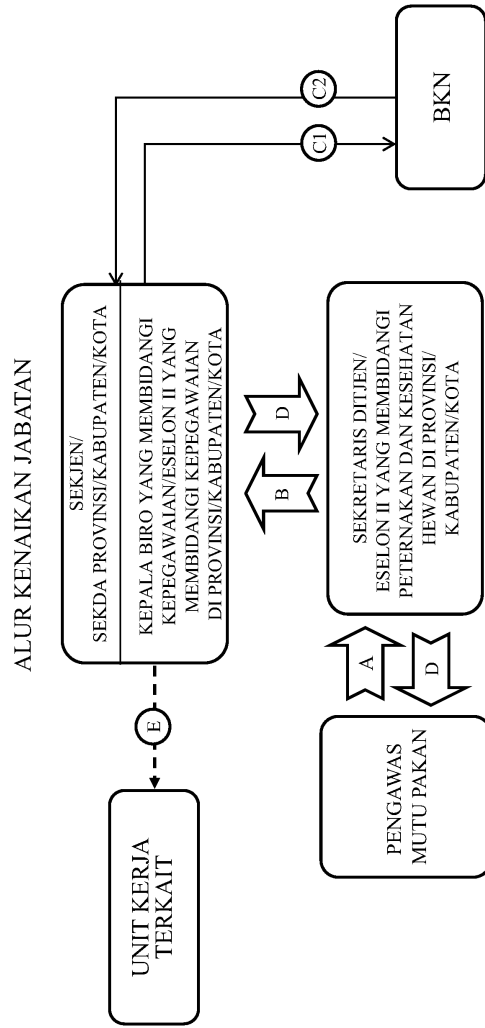 ALUR KENAIKAN JABATAN
UNIT KERJA
TERKAIT
E
SEKJEN/
SEKDA PROVINSI/KABUPATEN/KOTA
KEPALA BIRO YANG MEMBIDANGI
KEPEGAWAIAN/ESELON II YANG
MEMBIDANGI KEPEGAWAIAN
DI PROVINSI/KABUPATEN/KOTA
C2
C1
B
D
PENGAWAS
MUTU PAKAN
A
D
SEKRETARIS DITJEN/
ESELON II YANG MEMBIDANGI
PETERNAKAN DAN KESEHATAN
HEWAN DI PROVINSI/
KABUPATEN/KOTA
BKN